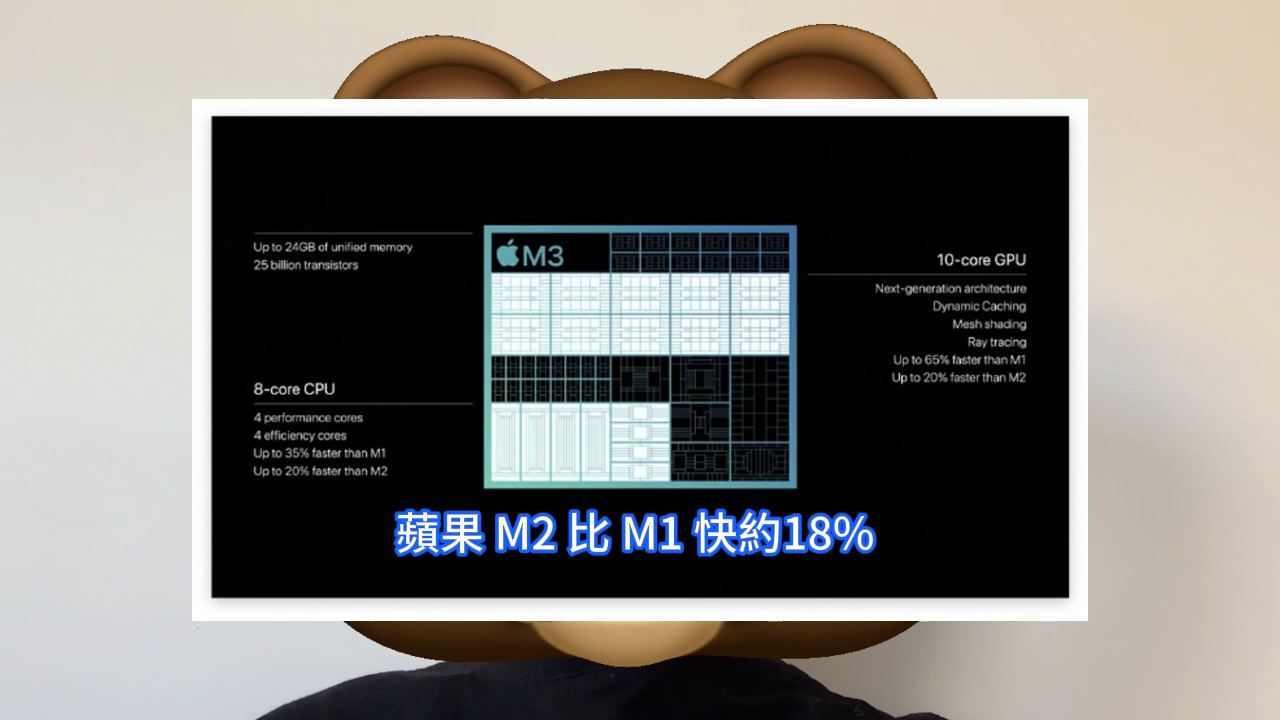 Up to 24GB of unified memory
25 billion transistors
8-core CPU
4 performance cores
4 efficiency cores
Up to 35% faster than M1
Up to 20% faster than M2
M3
10-core GPU
Next-generation architecture
Dynamic Caching
Mesh shading
Ray tracing
Up to 65% faster than M1
Up to 20% faster than M2
蘋果 M2 比 M1 快約18%